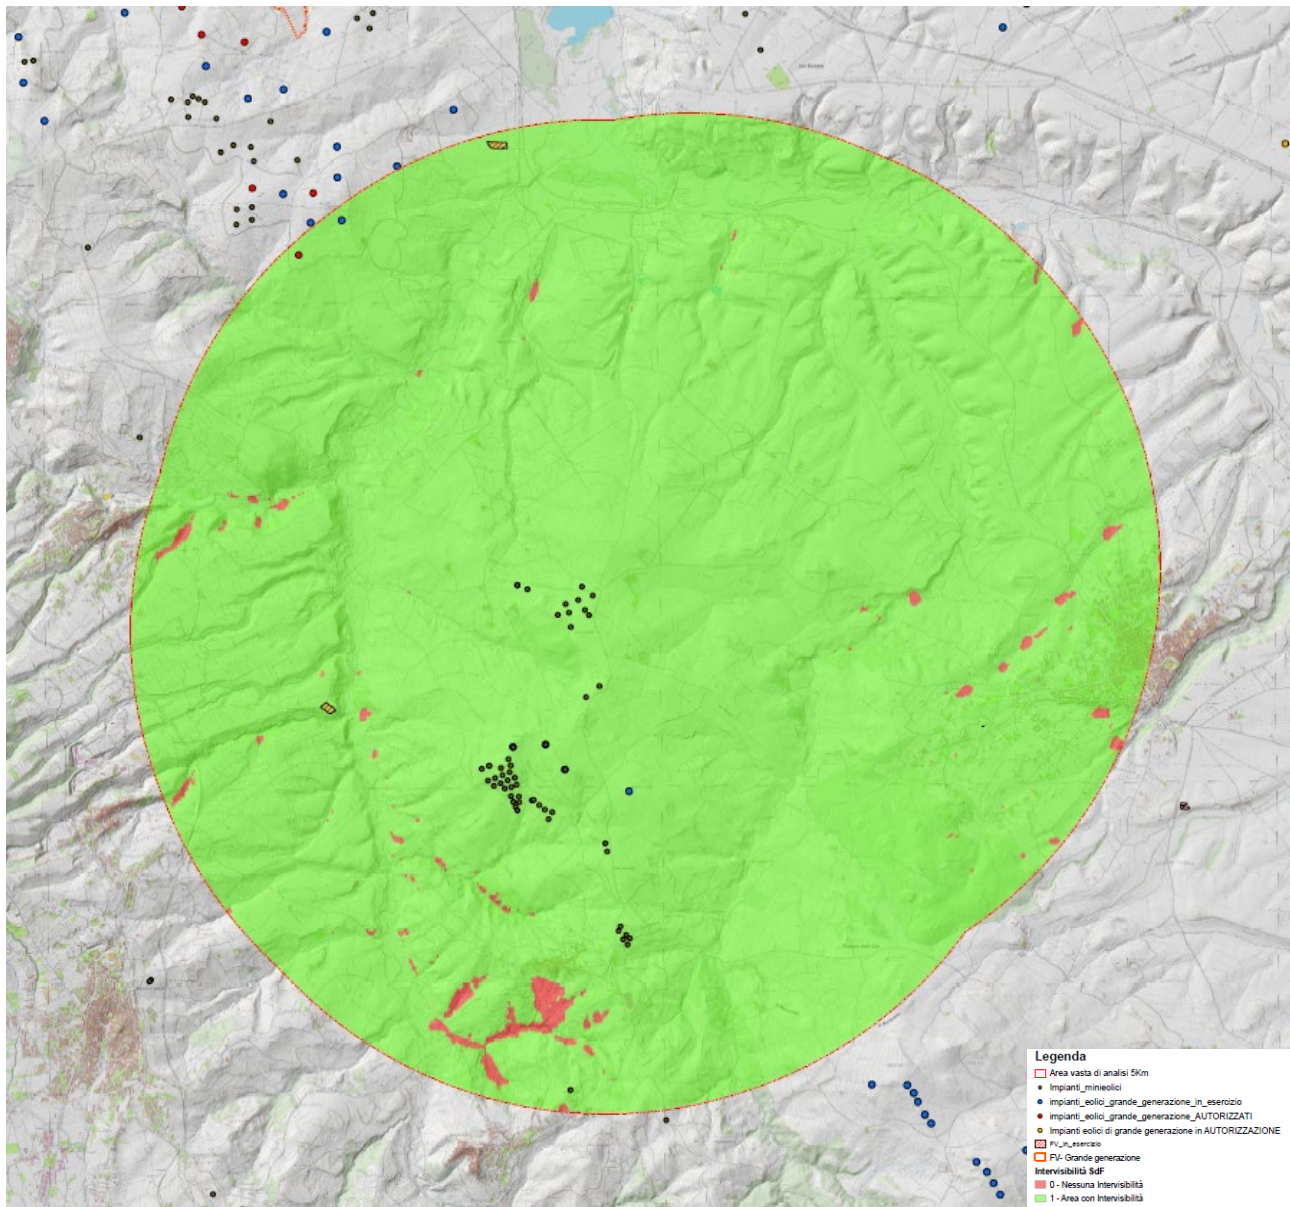 Legenda
Area vasta di analisi 5Km
Impianti_minieolici
impianti_eolici_grande_generazione_in_esercizio
impianti_eolici_grande_generazione_AUTORIZZATI
Impianti eolici di grande generazione in AUTORIZZAZIONE
FV_in_esercizio
FV- Grande generazione
Intervisibilità SdF
0 - Nessuna Intervisibilità
1 - Area con Intervisibilità